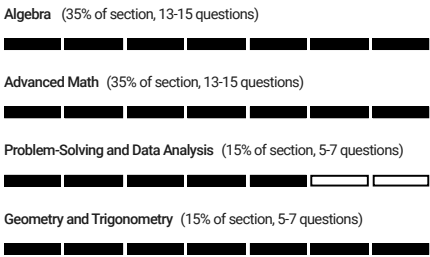 Algebra (35% of section, 13-15 questions)
Advanced Math (35% of section, 13-15 questions)
Problem-Solving and Data Analysis (15% of section, 5-7 questions)
Geometry and Trigonometry (15% of section, 5-7 questions)